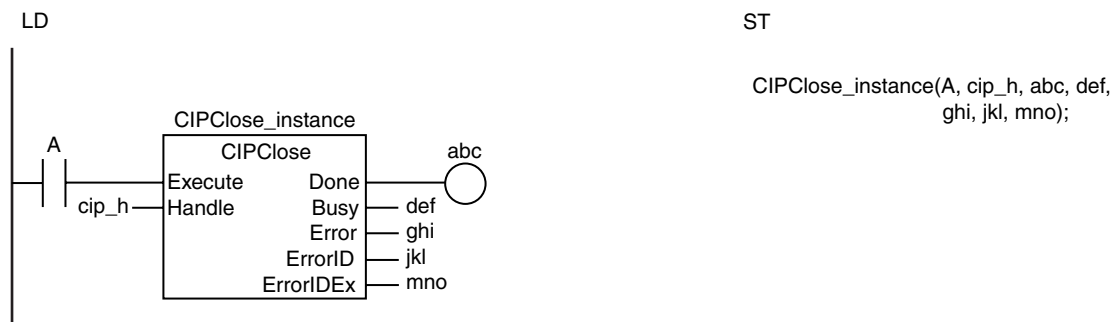 LD
ST
CIPClose_instance(A, cip_h, abc, def,
ghi, jkl, mno);
CIPClose_instance
A
CIPClose
abc
Execute
Done
cip_h
Handle
Busy
def
Error
ghi
ErrorID
jkl
ErrorIDEx
mno